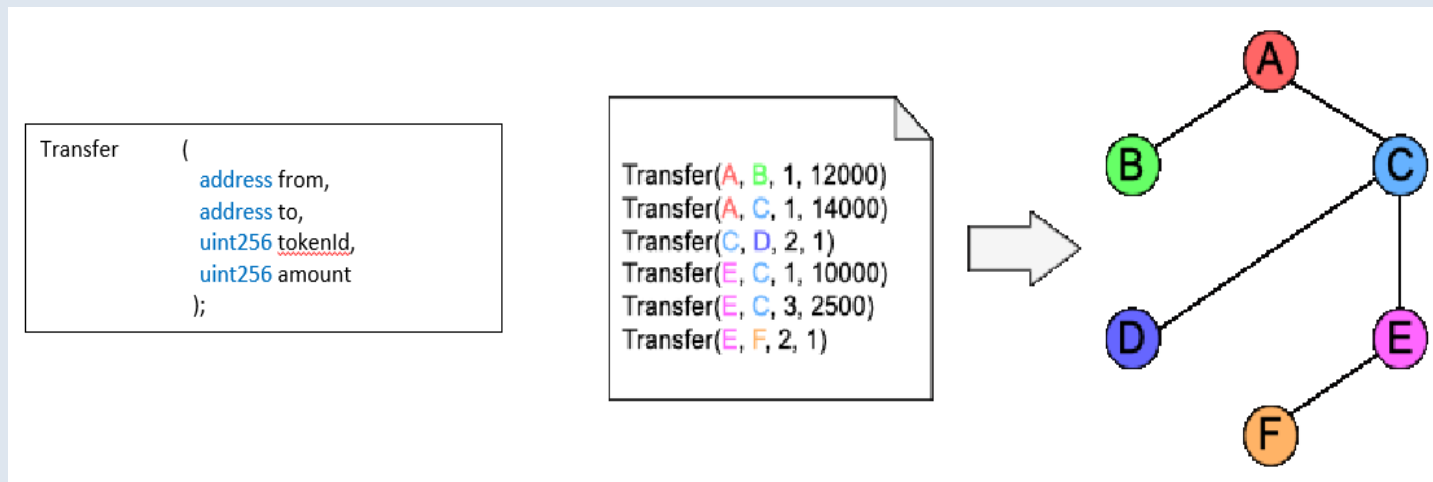 Transfer (
address from,
address to,
uint256 tokenId,
uint256 amount
);
Transfer(A, B, 1, 12000)
Transfer(A, C, 1, 14000)
Transfer(C, D, 2, 1)
Transfer(E, C, 1, 10000)
Transfer(E, C, 3, 2500)
Transfer(E, F, 2, 1)
A
B
C
D
E
F